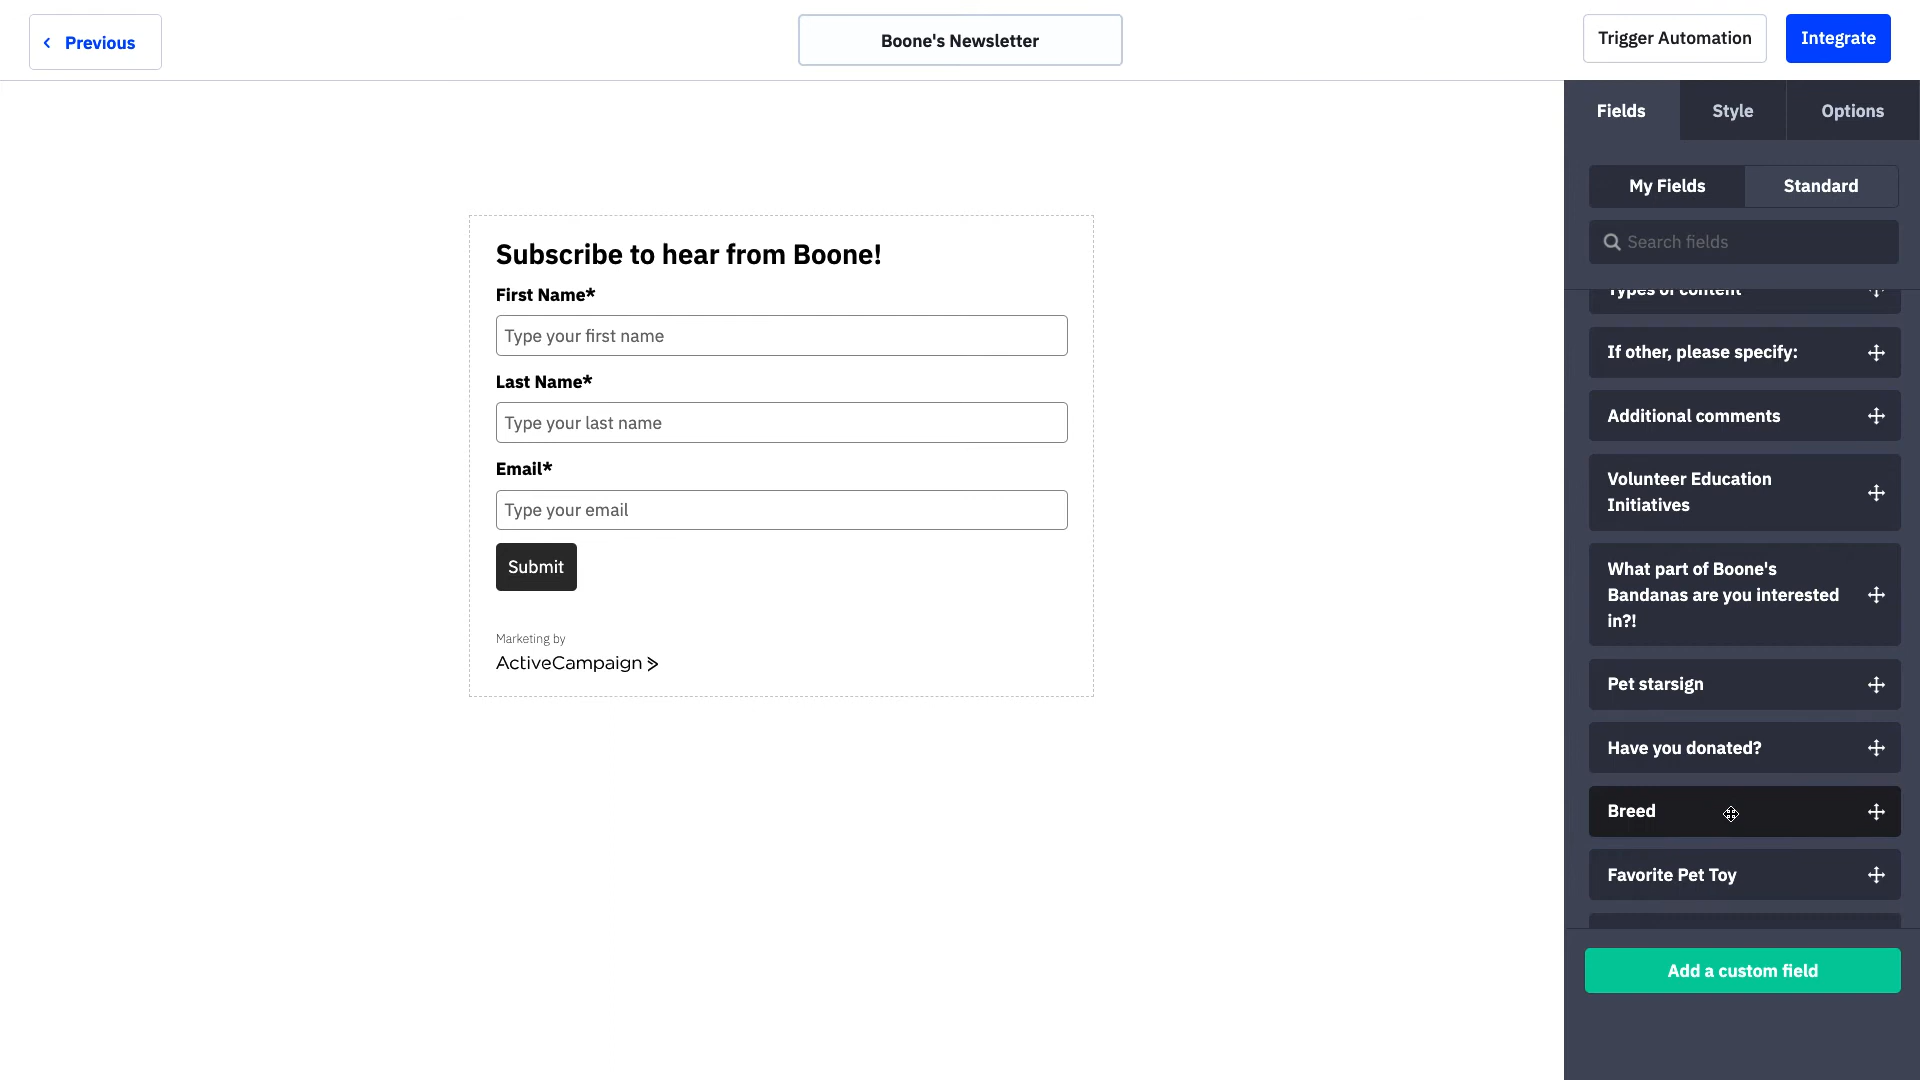 Previous
Boone's Newsletter
Trigger Automation
Integrate
Fields
Style
Options
My Fields
Standard
Search fields
Types of content
If other, please specify:
Additional comments
Volunteer Education
Initiatives
What part of Boone's
Bandanas are you interested
in?!
Pet starsign
Have you donated?
Breed
Favorite Pet Toy
Add a custom field
Subscribe to hear from Boone!
First Name*
Type your first name
Last Name*
Type your last name
Email*
Type your email
Submit
Marketing by
ActiveCampaign >